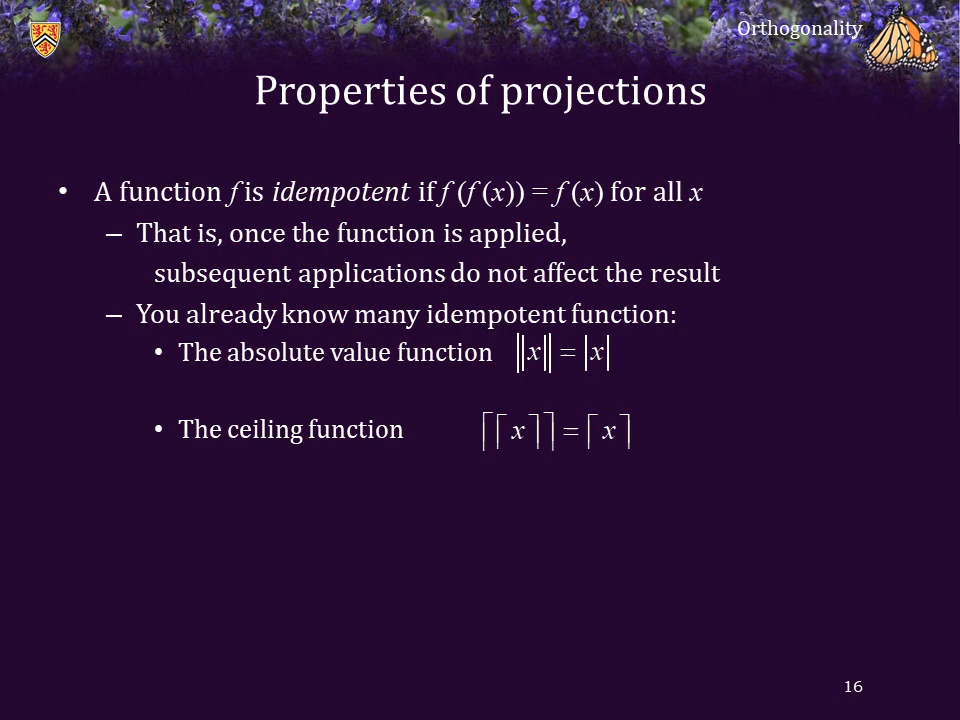 Orthogonality
Properties of projections
• A function f is idempotent if f (f (x)) = f (x) for all x
– That is, once the function is applied,
subsequent applications do not affect the result
– You already know many idempotent function:
• The absolute value function ||x|| = |x|
• The ceiling function ⌈⌈x⌉⌉ = ⌈x⌉
16